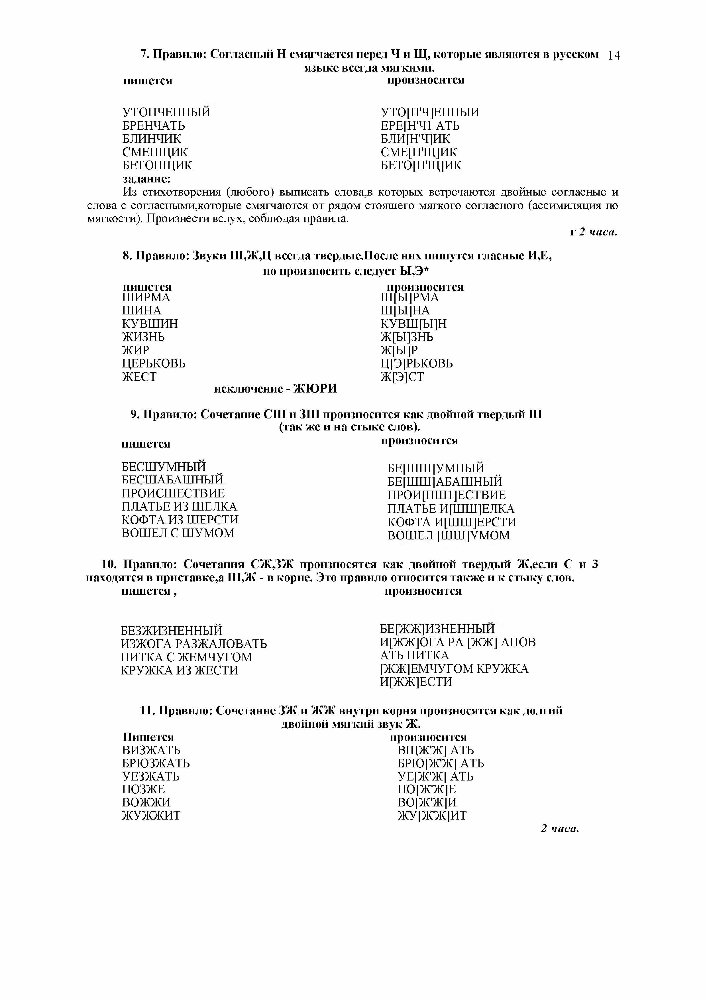 7. Правило: Согласный Н смягчается перед Ч и Щ, которые являются в русском 14
языке всегда мягкими.
пишется произносится
УТОНЧЕННЫЙ УТО[Н'Ч]ЕННЫИ
БРЕНЧАТЬ ЕРЕ[Н'Ч1 АТЬ
БЛИНЧИК БЛИ[Н'Ч]ИК
СМЕНЩИК СМЕ[Н'Щ]ИК
БЕТОНЩИК БЕТО[Н'Щ]ИК
задание:
Из стихотворения (любого) выписать слова,в которых встречаются двойные согласные и
слова с согласными,которые смягчаются от рядом стоящего мягкого согласного (ассимиляция по
мягкости). Произнести вслух, соблюдая правила.
г 2 часа.
8. Правило: Звуки Ш,Ж,Ц всегда твердые.После них пишутся гласные И,Е,
но произносить следует Ы,Э*
пишется произносится
ШИРМА Ш[Ы]РМА
ШИНА Ш[Ы]НА
КУВШИН КУВШ[Ы]Н
ЖИЗНЬ Ж[Ы]ЗНЬ
ЖИР Ж[Ы]Р
ЦЕРЬКОВЬ Ц[Э]РЬКОВЬ
ЖЕСТ Ж[Э]СТ
исключение - ЖЮРИ
9. Правило: Сочетание СШ и ЗШ произносится как двойной твердый Ш
(так же и на стыке слов).
пишется произносится
БЕСШУМНЫЙ БЕ[ШШ]УМНЫЙ
БЕСШАБАШНЫЙ БЕ[ШШ]АБАШНЫЙ
ПРОИСШЕСТВИЕ ПРОИ[ПШ1]ЕСТВИЕ
ПЛАТЬЕ ИЗ ШЕЛКА ПЛАТЬЕ И[ШШ]ЕЛКА
КОФТА ИЗ ШЕРСТИ КОФТА И[ШШ]ЕРСТИ
ВОШЕЛ С ШУМОМ ВОШЕЛ [ШШ]УМОМ
10. Правило: Сочетания СЖ,ЗЖ произносятся как двойной твердый Ж,если С и З
находятся в приставке,а Ш,Ж - в корне. Это правило относится также и к стыку слов.
пишется , произносится
БЕЗЖИЗНЕННЫЙ БЕ[ЖЖ]ИЗНЕННЫЙ
ИЗЖОГА РАЗЖАЛОВАТЬ И[ЖЖ]ОГА РА [ЖЖ] АПОВ
НИТКА С ЖЕМЧУГОМ АТЬ НИТКА
КРУЖКА ИЗ ЖЕСТИ [ЖЖ]ЕМЧУГОМ КРУЖКА
И[ЖЖ]ЕСТИ
11. Правило: Сочетание ЗЖ и ЖЖ внутри корня произносятся как долгий
двойной мягкий звук Ж.
Пишется произносится
ВИЗЖАТЬ ВЩЖ'Ж] АТЬ
БРЮЗЖАТЬ БРЮ[Ж'Ж] АТЬ
УЕЗЖАТЬ УЕ[Ж'Ж] АТЬ
ПОЗЖЕ ПО[Ж'Ж]Е
ВОЖЖИ ВО[Ж'Ж]И
ЖУЖЖИТ ЖУ[Ж'Ж]ИТ
2 часа.